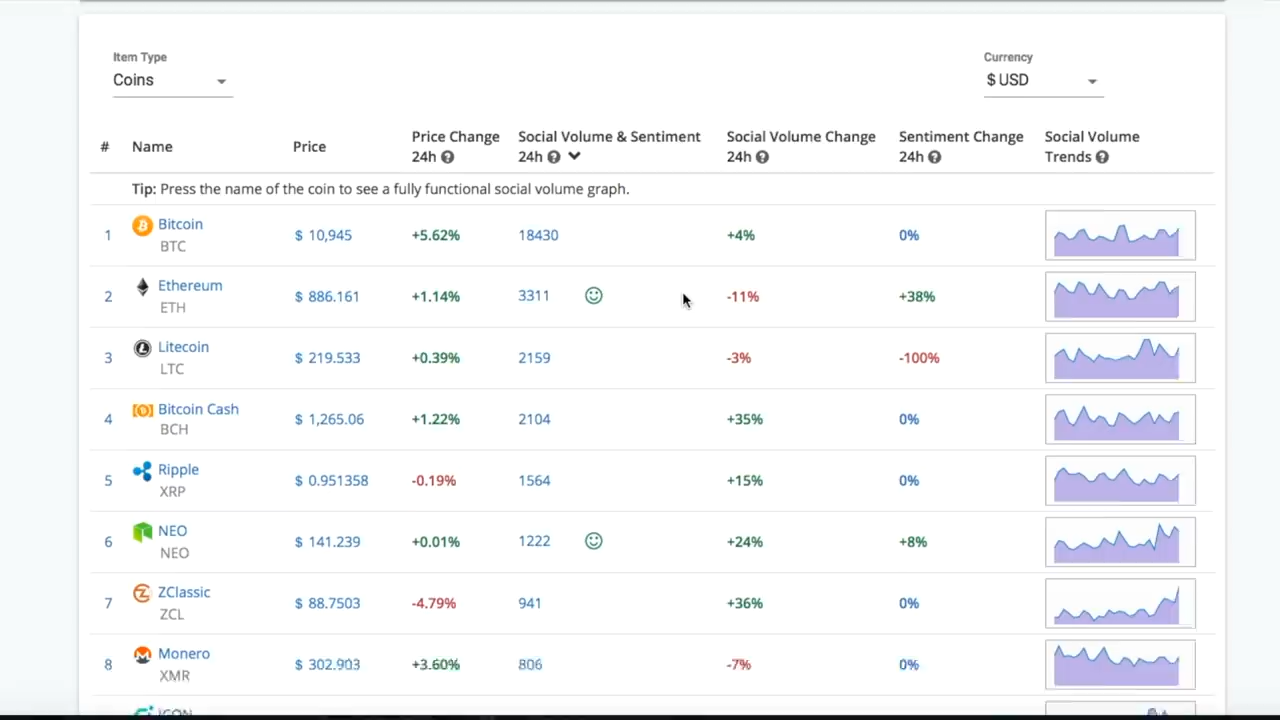 Item Type
Currency
Coins
$ USD
# Name Price Price Change 24h Social Volume & Sentiment 24h Social Volume Change 24h Sentiment Change 24h Social Volume Trends
Tip: Press the name of the coin to see a fully functional social volume graph.
1 Bitcoin BTC $ 10,945 +5.62% 18430 +4% 0%
2 Ethereum ETH $ 886.161 +1.14% 3311 -11% +38%
3 Litecoin LTC $ 219.533 +0.39% 2159 -3% -100%
4 Bitcoin Cash BCH $ 1,265.06 +1.22% 2104 +35% 0%
5 Ripple XRP $ 0.951358 -0.19% 1564 +15% 0%
6 NEO NEO $ 141.239 +0.01% 1222 +24% +8%
7 ZClassic ZCL $ 88.7503 -4.79% 941 +36% 0%
8 Monero XMR $ 302.903 +3.60% 806 -7% 0%
ICON